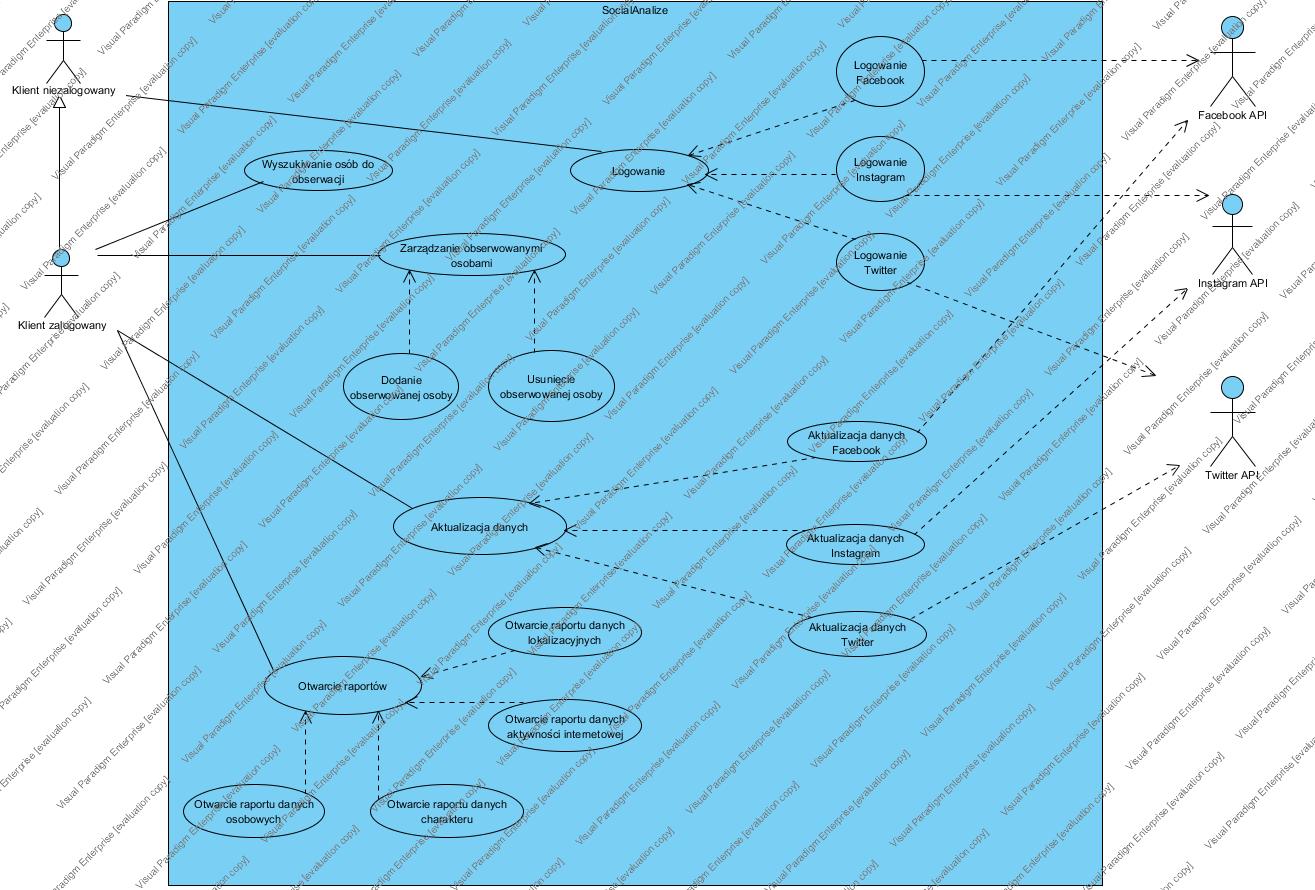 SocialAnalize
Klient niezalogowany
Logowanie
Facebook
Facebook API
Wyszukiwanie osób do
obserwacji
Logowanie
Logowanie
Instagram
Instagram API
Zarządzanie obserwowanymi
osobami
Logowanie
Twitter
Klient zalogowany
Dodanie
obserwowanej osoby
Usunięcie
obserwowanej osoby
Aktualizacja danych
Facebook
Twitter API
Aktualizacja danych
Aktualizacja danych
Instagram
Otwarcie raportu danych
lokalizacyjnych
Aktualizacja danych
Twitter
Otwarcie raportów
Otwarcie raportu danych
aktywności internetowej
Otwarcie raportu danych
osobowych
Otwarcie raportu danych
charakteru
Visual Paradigm Enterprise [evaluation copy]